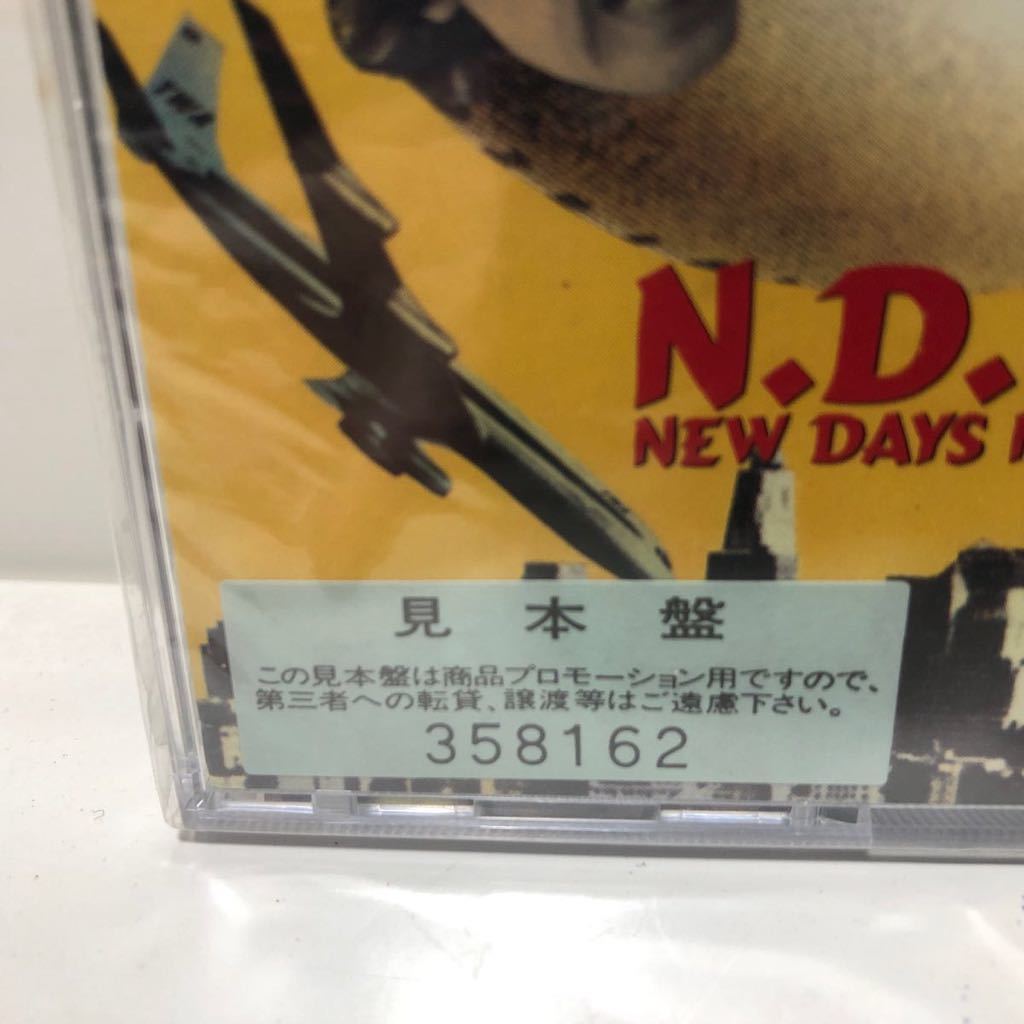 N.D.
NEW DAYS
見本盤
この見本盤は商品プロモーション用ですので、
第三者への転貸、譲渡等はご遠慮下さい。
358162